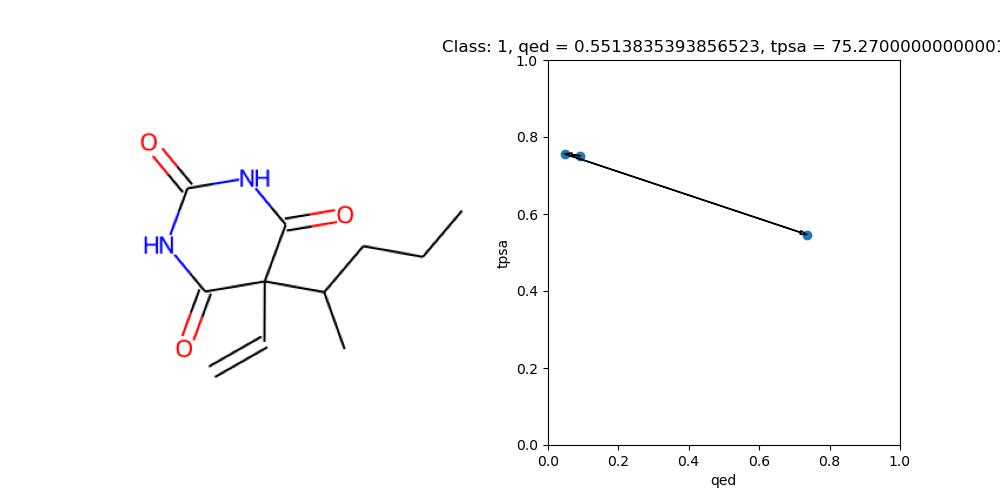 Class: 1, qed = 0.5513835393856523, tpsa = 75.27000000000001
1.0
0.8
0.6
0.4
0.2
0.0
tpsa
0.0 0.2 0.4 0.6 0.8 1.0
qed
O
NH
O
HN
O